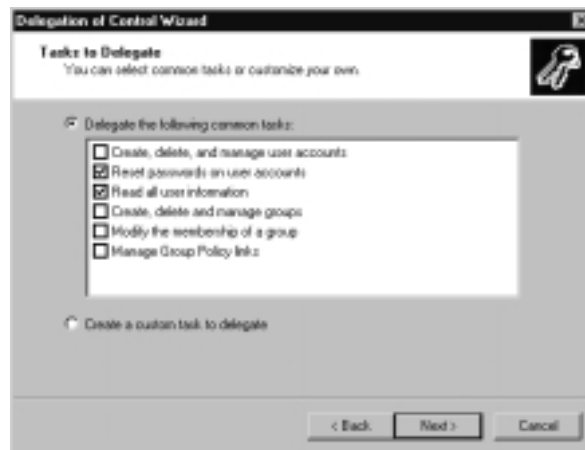 Delegation of Control Wizard
Tasks to Delegate
You can select common tasks or customize your own.
Delegate the following common tasks:
Create, delete, and manage user accounts
Reset passwords on user accounts
Read all user information
Create, delete and manage groups
Modify the membership of a group
Manage Group Policy links
Create a custom task to delegate
< Back
Next >
Cancel